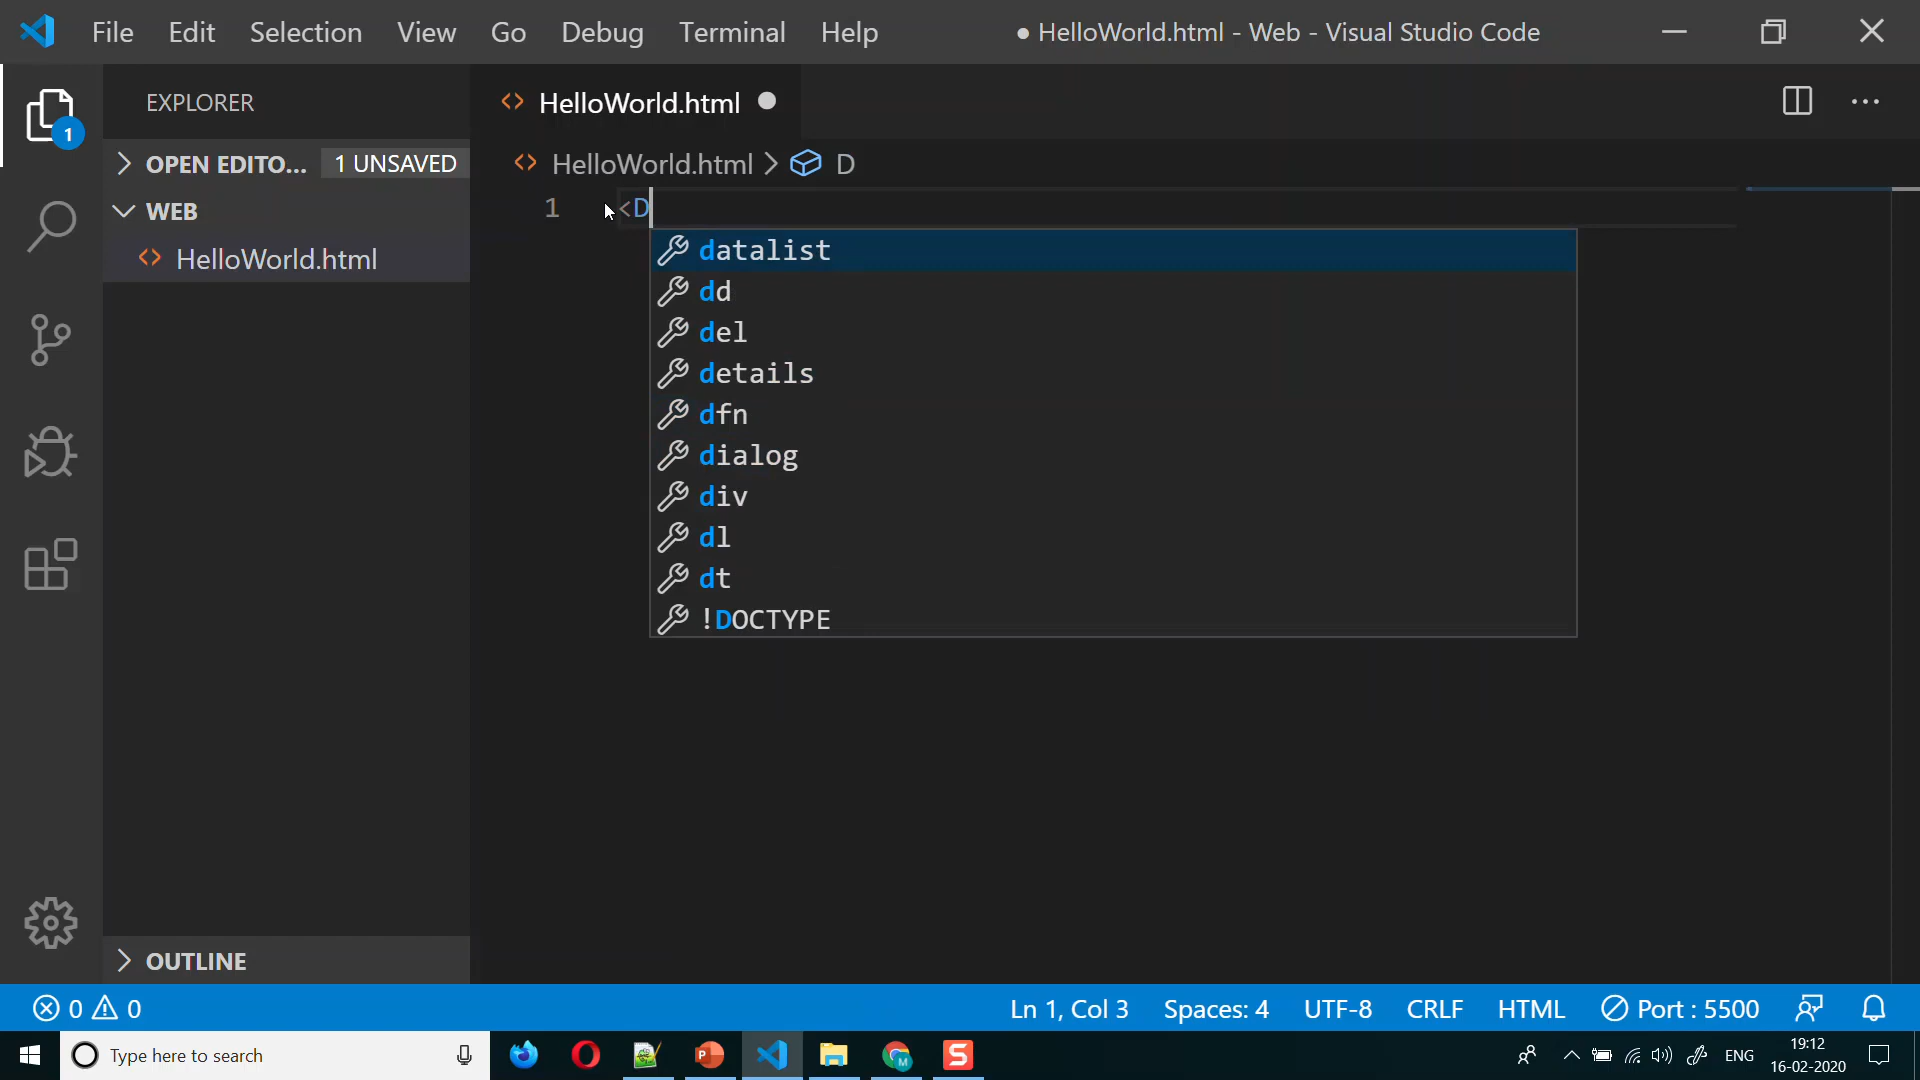 File Edit Selection View Go Debug Terminal Help ● HelloWorld.html - Web - Visual Studio Code
EXPLORER
HelloWorld.html
1
OPEN EDITO... 1 UNSAVED
HelloWorld.html > D
WEB
1 <D
HelloWorld.html
datalist
dd
del
details
dfn
dialog
div
dl
dt
!DOCTYPE
OUTLINE
0 0 Ln 1, Col 3 Spaces: 4 UTF-8 CRLF HTML Port : 5500
Type here to search
P
M
S
ENG
19:12
16-02-2020